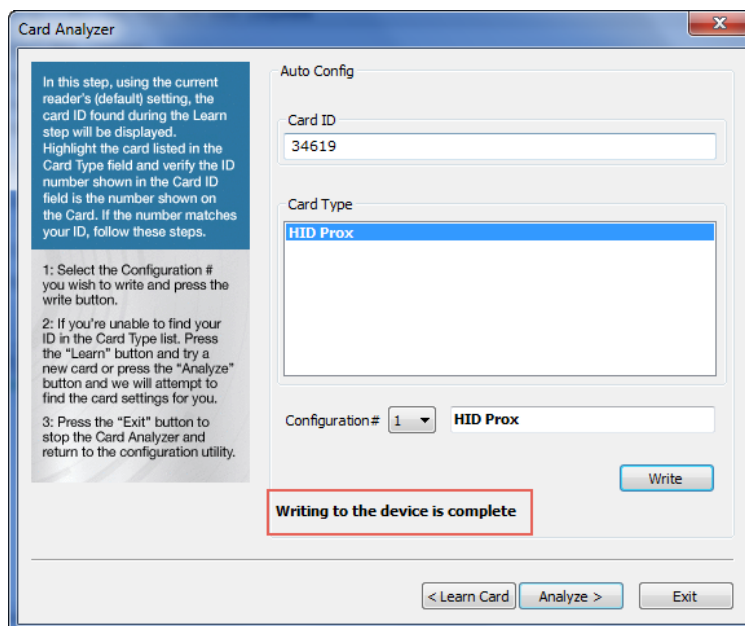 Card Analyzer
In this step, using the current
reader's (default) setting, the
card ID found during the Learn
step will be displayed.
Highlight the card listed in the
Card Type field and verify the ID
number shown in the Card ID
field is the number shown on
the Card. If the number matches
your ID, follow these steps.
1: Select the Configuration #
you wish to write and press the
write button.
2: If you're unable to find your
ID in the Card Type list. Press
the “Learn” button and try a
new card or press the “Analyze”
button and we will attempt to
find the card settings for you.
3: Press the “Exit” button to
stop the Card Analyzer and
return to the configuration utility.
Auto Config
Card ID
34619
Card Type
HID Prox
Configuration# 1 HID Prox
Write
Writing to the device is complete
< Learn Card Analyze > Exit